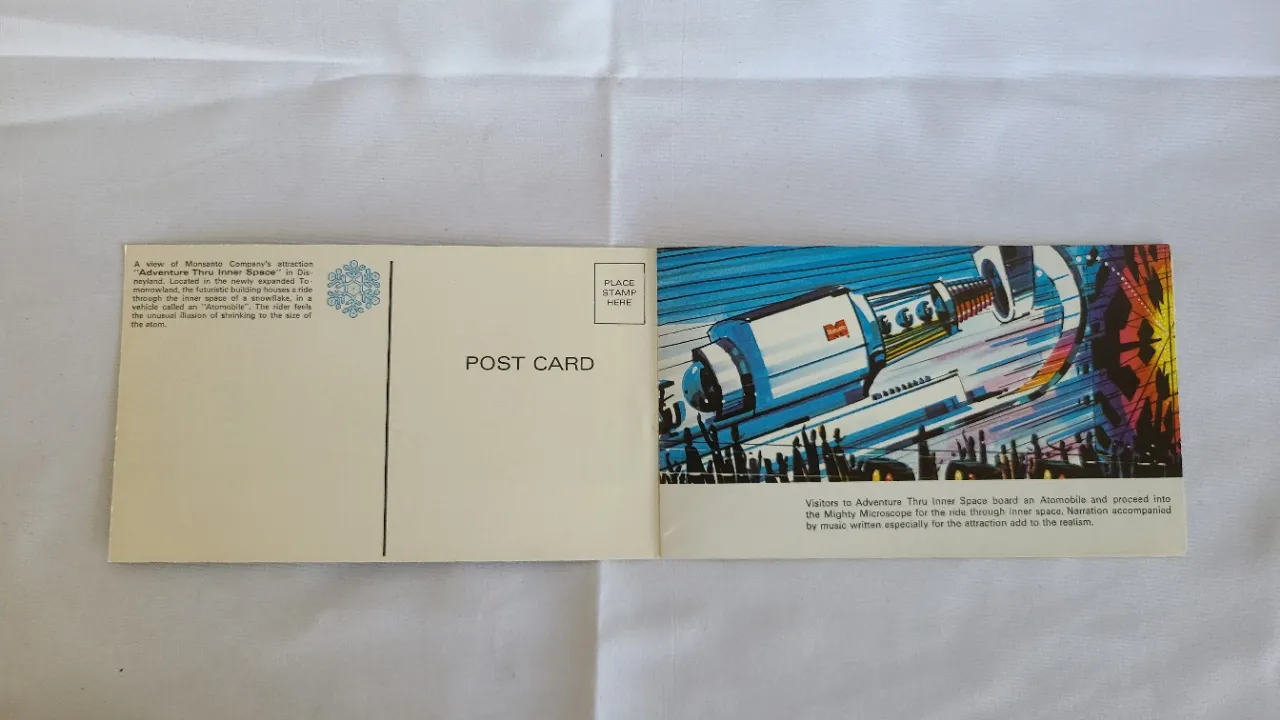 A view of Monsanto Company's attraction
"Adventure Thru Inner Space" in Dis-
neyland. Located in the newly expanded To-
morrowland, the futuristic building houses a ride
through the inner space of a snowflake, in a
vehicle called an "Atomobile". The rider feels
the unusual illusion of shrinking to the size of
the atom.
PLACE
STAMP
HERE
POST CARD
Visitors to Adventure Thru Inner Space board an Atomobile and proceed into
the Mighty Microscope for the ride through inner space. Narration accompanied
by music written especially for the attraction add to the realism.